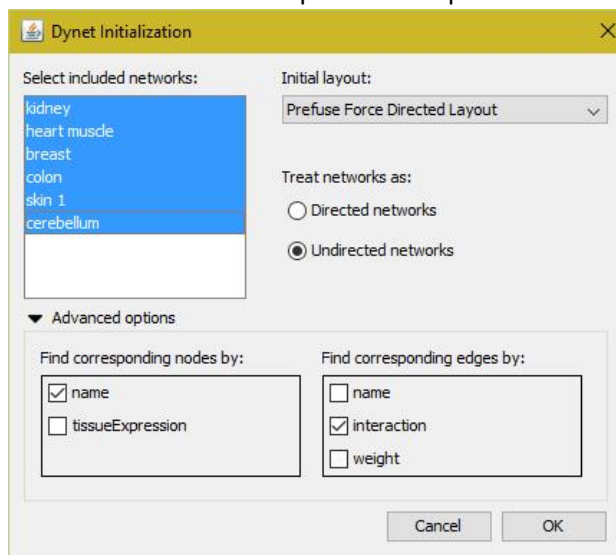 Dynet Initialization
Select included networks:
kidney
heart muscle
breast
colon
skin 1
cerebellum
Initial layout:
Prefuse Force Directed Layout
Treat networks as:
Directed networks
Undirected networks
Advanced options
Find corresponding nodes by:
name
tissueExpression
Find corresponding edges by:
name
interaction
weight
Cancel
OK